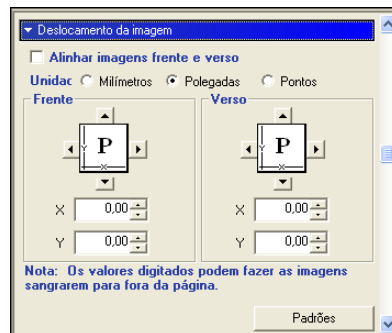 Deslocamento da imagem
Alinhar imagens frente e verso
Unidac Milímetros Polegadas Pontos
Frente Verso
Y P Y P
X X
X 0,00 X 0,00
Y 0,00 Y 0,00
Nota: Os valores digitados podem fazer as imagens
sangrarem para fora da página.
Padrões